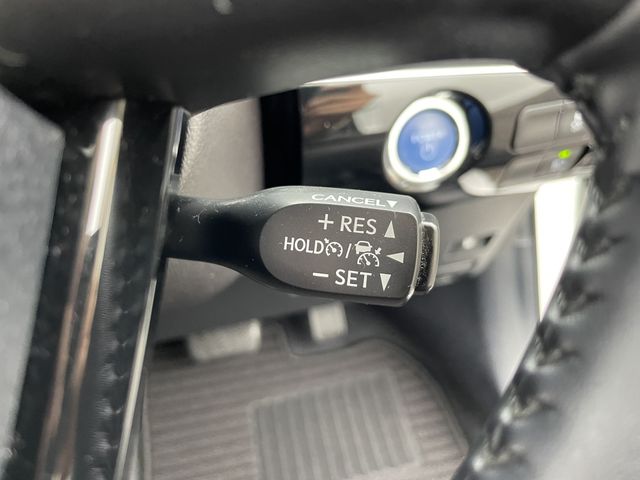 CANCEL▼
+ RES ▲
HOLD / ◀
− SET ▼